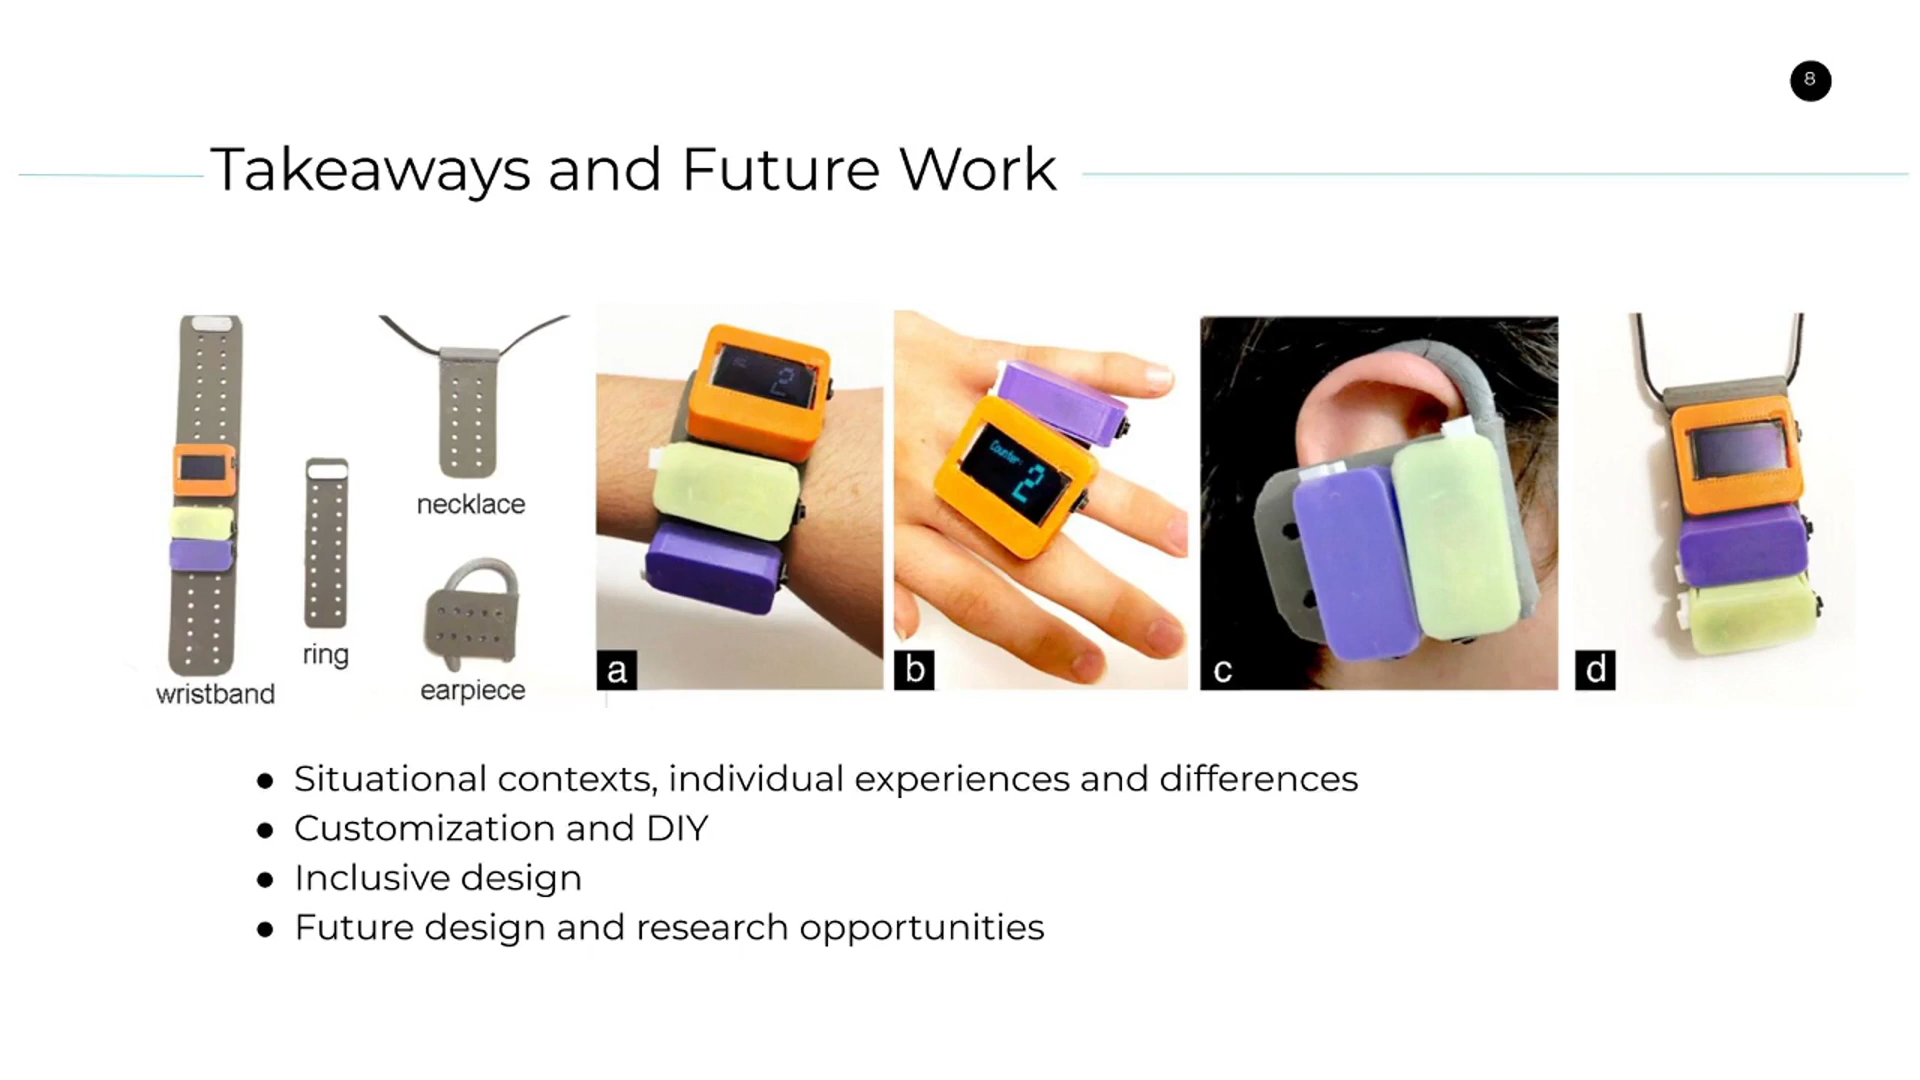 8
Takeaways and Future Work
necklace
ring
wristband
earpiece
2
a
Counter:
2
b
c
d
● Situational contexts, individual experiences and differences
● Customization and DIY
● Inclusive design
● Future design and research opportunities